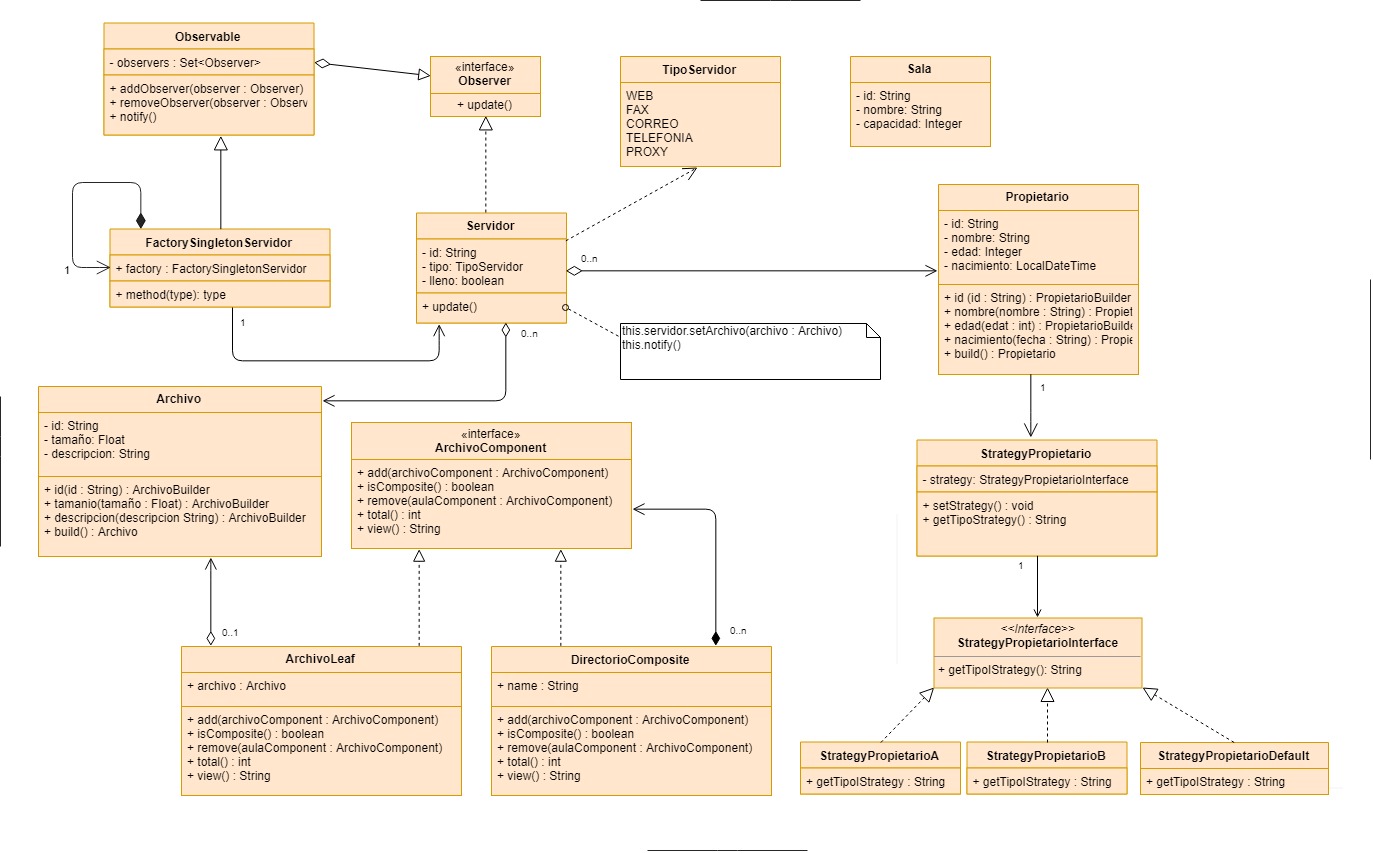 Observable
- observers : Set<Observer>
+ addObserver(observer : Observer)
+ removeObserver(observer : Observ
+ notify()
«interface»
Observer
+ update()
TipoServidor
WEB
FAX
CORREO
TELEFONIA
PROXY
Sala
- id: String
- nombre: String
- capacidad: Integer
1
FactorySingletonServidor
+ factory : FactorySingletonServidor
+ method(type): type
1
Servidor
- id: String
- tipo: TipoServidor
- lleno: boolean
+ update()
0..n
0..n
this.servidor.setArchivo(archivo : Archivo)
this.notify()
Propietario
- id: String
- nombre: String
- edad: Integer
- nacimiento: LocalDateTime
+ id (id : String) : PropietarioBuilder
+ nombre(nombre : String) : Propiet
+ edad(edat : int) : PropietarioBuilde
+ nacimiento(fecha : String) : Propie
+ build() : Propietario
1
Archivo
- id: String
- tamaño: Float
- descripcion: String
+ id(id : String) : ArchivoBuilder
+ tamanio(tamaño : Float) : ArchivoBuilder
+ descripcion(descripcion String) : ArchivoBuilder
+ build() : Archivo
0..1
«interface»
ArchivoComponent
+ add(archivoComponent : ArchivoComponent)
+ isComposite() : boolean
+ remove(aulaComponent : ArchivoComponent)
+ total() : int
+ view() : String
0..n
StrategyPropietario
- strategy: StrategyPropietarioInterface
+ setStrategy() : void
+ getTipoStrategy() : String
1
<<Interface>>
StrategyPropietarioInterface
+ getTipolStrategy(): String
ArchivoLeaf
+ archivo : Archivo
+ add(archivoComponent : ArchivoComponent)
+ isComposite() : boolean
+ remove(aulaComponent : ArchivoComponent)
+ total() : int
+ view() : String
DirectorioComposite
+ name : String
+ add(archivoComponent : ArchivoComponent)
+ isComposite() : boolean
+ remove(aulaComponent : ArchivoComponent)
+ total() : int
+ view() : String
StrategyPropietarioA
+ getTipolStrategy : String
StrategyPropietarioB
+ getTipolStrategy : String
StrategyPropietarioDefault
+ getTipolStrategy : String